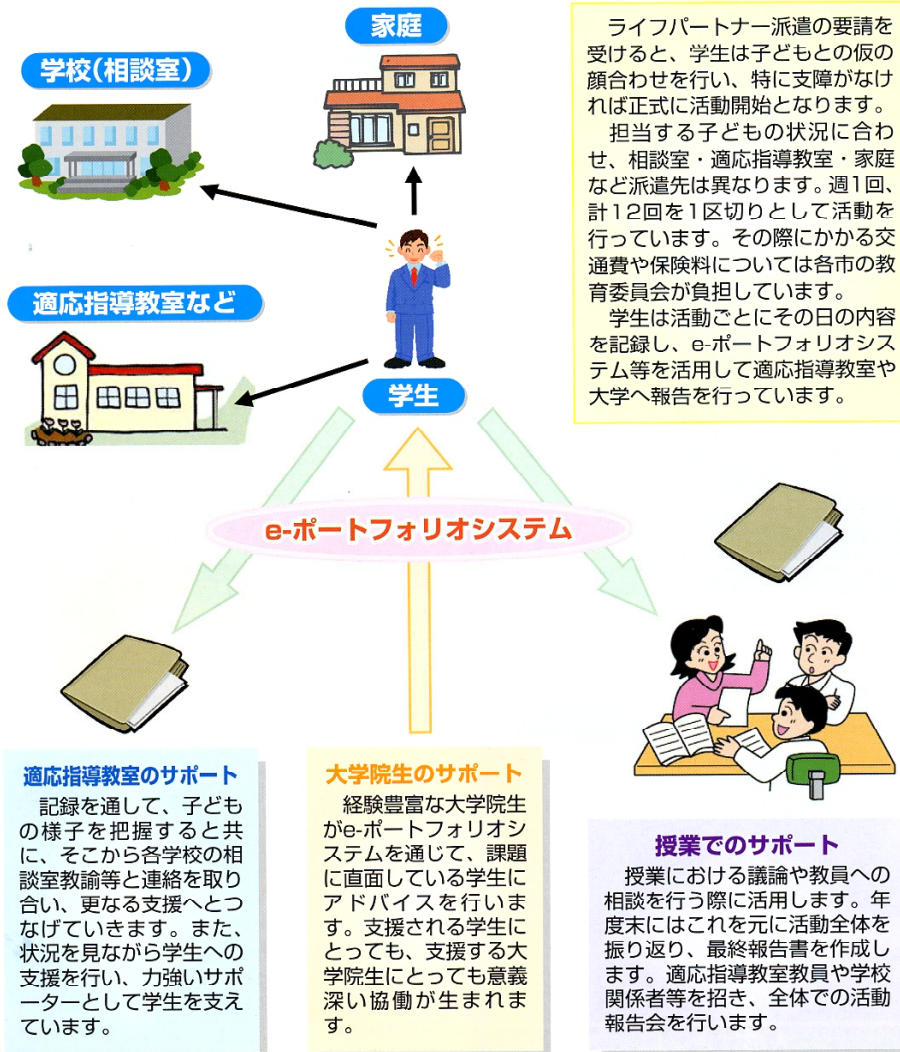 家庭
学校(相談室)
適応指導教室など
学生
ライフパートナー派遣の要請を
受けると、学生は子どもとの仮の
顔合わせを行い、特に支障がなけ
れば正式に活動開始となります。
担当する子どもの状況に合わ
せ、相談室・適応指導教室・家庭
など派遣先は異なります。週1回、
計12回を1区切りとして活動を
行っています。その際にかかる交
通費や保険料については各市の教
育委員会が負担しています。
学生は活動ごとにその日の内容
を記録し、e-ポートフォリオシス
テム等を活用して適応指導教室や
大学へ報告を行っています。
e-ポートフォリオシステム
適応指導教室のサポート
記録を通して、子ども
の様子を把握すると共
に、そこから各学校の相
談室教諭等と連絡を取り
合い、更なる支援へとつ
なげていきます。また、
状況を見ながら学生への
支援を行い、力強いサポ
ーターとして学生を支え
ています。
大学院生のサポート
経験豊富な大学院生
がe-ポートフォリオシ
ステムを通じて、課題
に直面している学生に
アドバイスを行いま
す。支援される学生に
とっても、支援する大
学院生にとっても意義
深い協働が生まれま
す。
授業でのサポート
授業における議論や教員への
相談を行う際に活用します。年
度末にはこれを元に活動全体を
振り返り、最終報告書を作成し
ます。適応指導教室教員や学校
関係者等を招き、全体での活動
報告会を行います。